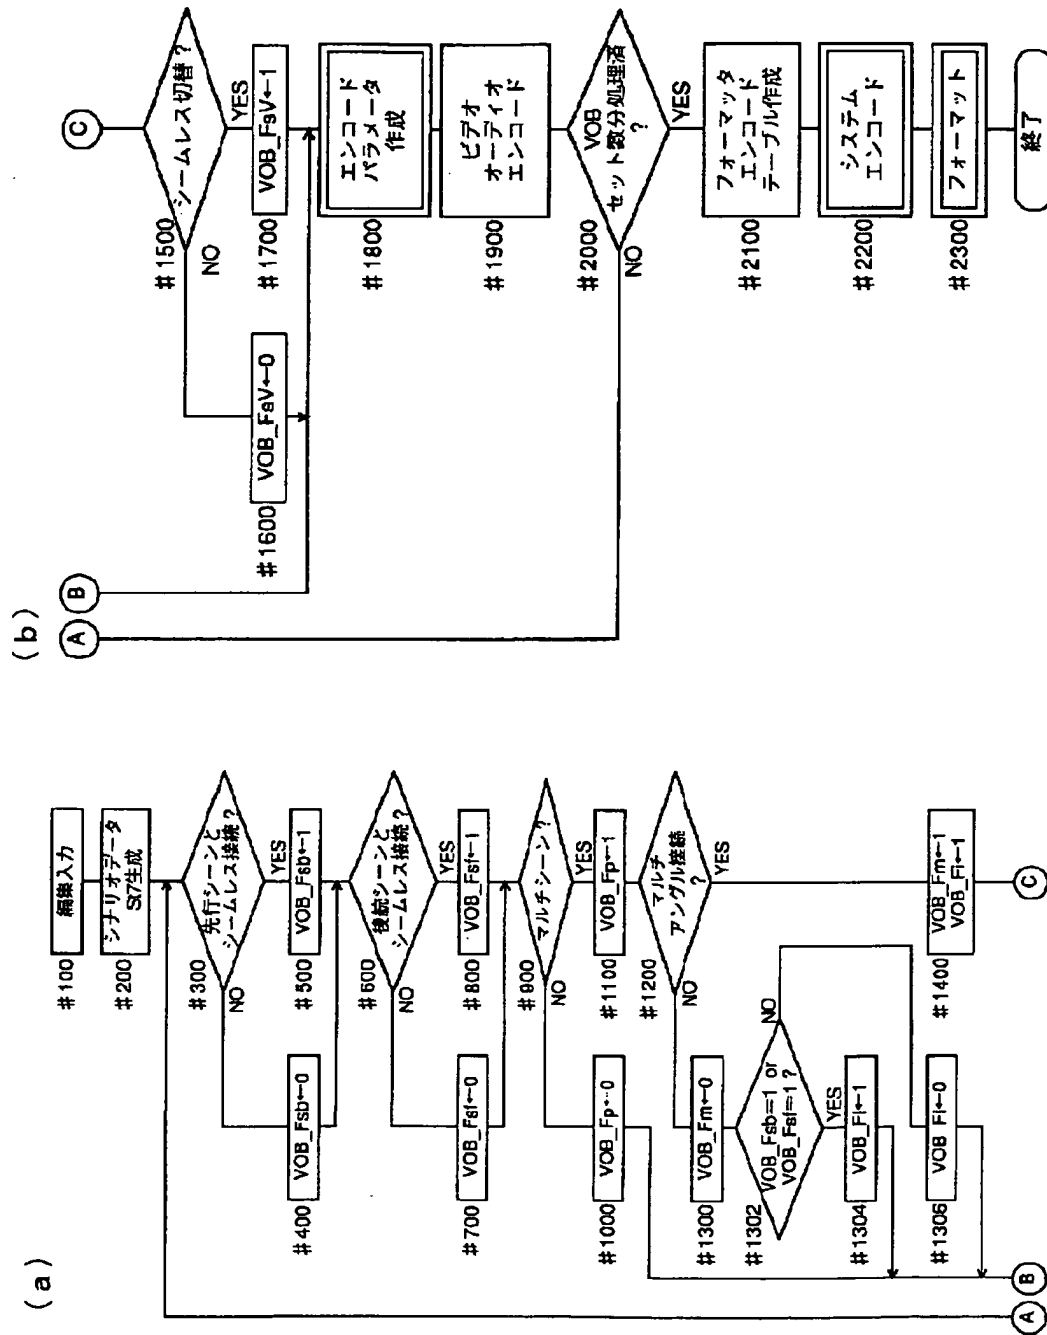 (a)
#100
編集入力
#200
シナリオデータ
St7生成
#300
先行シーンと
シームレス接続?
NO
YES
#400
VOB_Fsb←0
#500
VOB_Fsb←1
#600
後続シーンと
シームレス接続?
NO
YES
#700
VOB_Fsf←0
#800
VOB_Fsf←1
#900
マルチシーン?
NO
YES
#1000
VOB_Fp←0
#1100
VOB_Fp←1
#1200
マルチ
アングル接続
?
NO
YES
#1300
VOB_Fm←0
#1302
VOB_Fsb=1 or
VOB_Fsf=1?
NO
YES
#1304
VOB_Fi←1
#1306
VOB_Fi←0
#1400
VOB_Fm←1
VOB_Fi←1
A
B
C
(b)
A
B
C
#1500
シームレス切替?
NO
YES
#1600
VOB_FsV←0
#1700
VOB_FsV←1
#1800
エンコード
パラメータ
作成
#1900
ビデオ
オーディオ
エンコード
#2000
VOB
セット数分処理済
?
NO
YES
#2100
フォーマッタ
エンコード
テーブル作成
#2200
システム
エンコード
#2300
フォーマット
終了